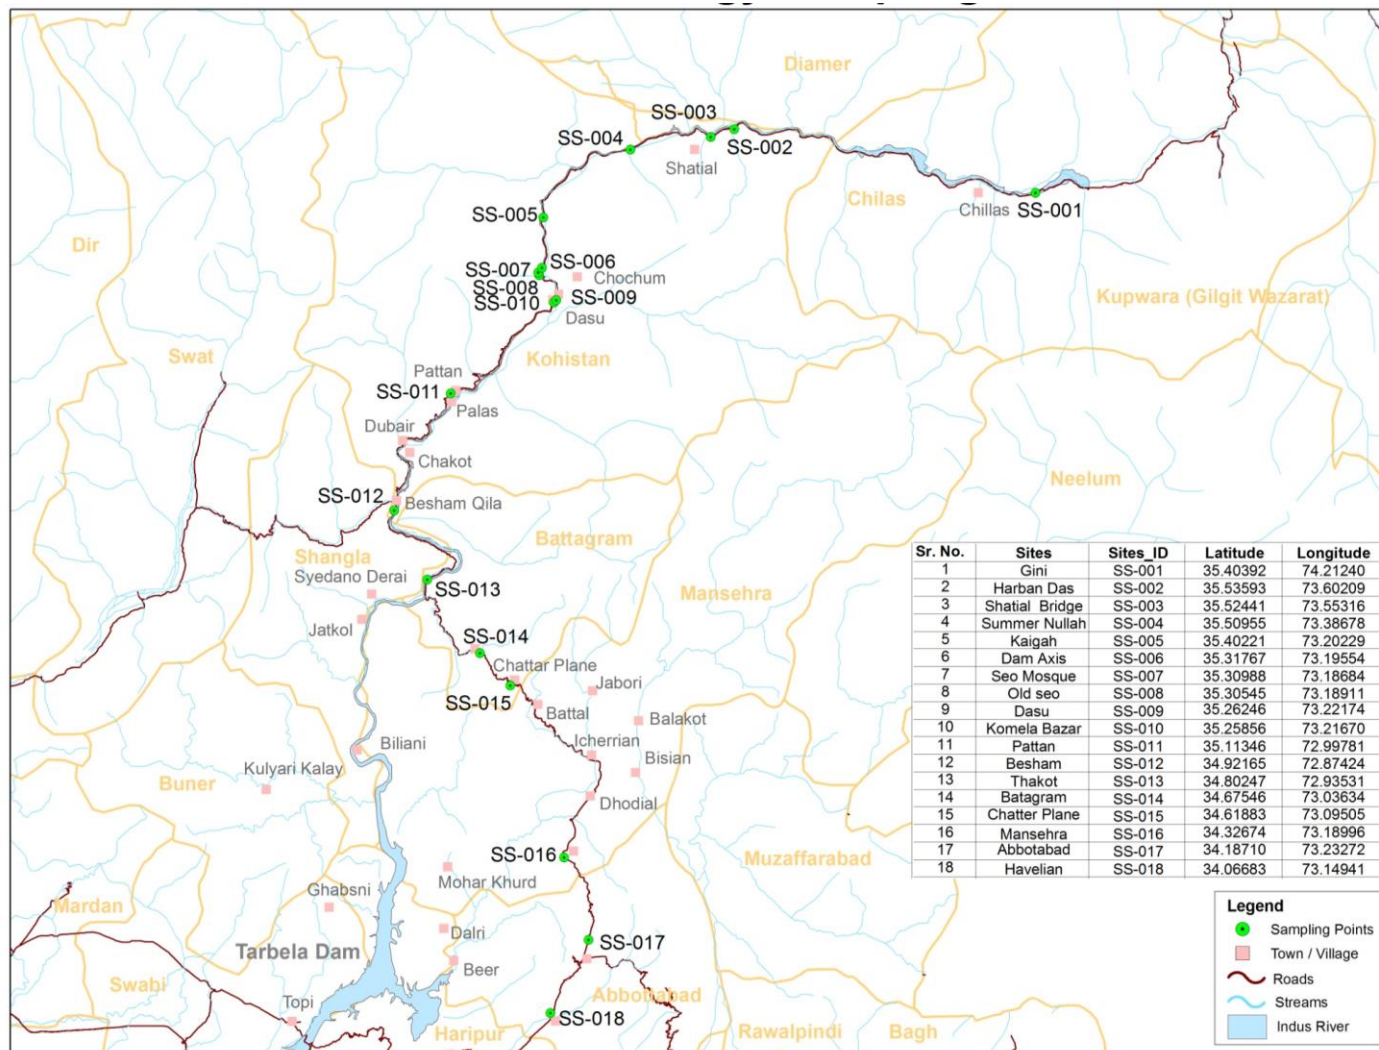 Diamer
SS-003
SS-004
SS-002
Shatial
Chilas
Chillas
SS-001
SS-005
Dir
SS-006
SS-007
Chochum
SS-008
SS-009
SS-010
Dasu
Kupwara (Gilgit Wazarat)
Swat
Kohistan
Pattan
SS-011
Palas
Dubair
Chakot
Neelum
SS-012
Besham Qila
Battagram
Shangla
Syedano Derai
SS-013
Mansehra
Jatkol
SS-014
Chattar Plane
Jabori
SS-015
Battal
Balakot
Icherrian
Biliani
Bisian
Kulyari Kalay
Buner
Dhodial
SS-016
Muzaffarabad
Mohar Khurd
Ghabsni
Mardan
Dalri
SS-017
Tarbela Dam
Beer
Swabi
Abbottabad
Topi
SS-018
Haripur
Rawalpindi
Bagh
Sr. No. Sites Sites_ID Latitude Longitude
1 Gini SS-001 35.40392 74.21240
2 Harban Das SS-002 35.53593 73.60209
3 Shatial Bridge SS-003 35.52441 73.55316
4 Summer Nullah SS-004 35.50955 73.38678
5 Kaigah SS-005 35.40221 73.20229
6 Dam Axis SS-006 35.31767 73.19554
7 Seo Mosque SS-007 35.30988 73.18684
8 Old seo SS-008 35.30545 73.18911
9 Dasu SS-009 35.26246 73.22174
10 Komela Bazar SS-010 35.25856 73.21670
11 Pattan SS-011 35.11346 72.99781
12 Besham SS-012 34.92165 72.87424
13 Thakot SS-013 34.80247 72.93531
14 Batagram SS-014 34.67546 73.03634
15 Chatter Plane SS-015 34.61883 73.09505
16 Mansehra SS-016 34.32674 73.18996
17 Abbotabad SS-017 34.18710 73.23272
18 Havelian SS-018 34.06683 73.14941
Legend
Sampling Points
Town / Village
Roads
Streams
Indus River